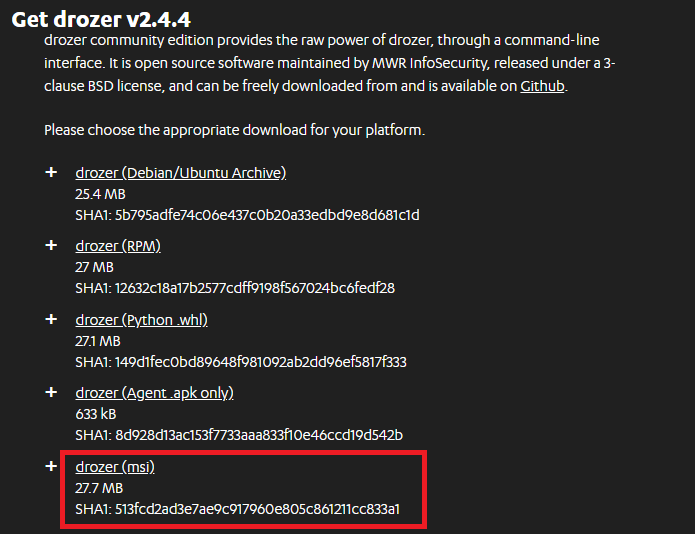 Get drozer v2.4.4
drozer community edition provides the raw power of drozer, through a command-line
interface. It is open source software maintained by MWR InfoSecurity, released under a 3-
clause BSD license, and can be freely downloaded from and is available on Github.
Please choose the appropriate download for your platform.
+ drozer (Debian/Ubuntu Archive)
25.4 MB
SHA1: 5b795adfe74c06e437c0b20a33edbd9e8d681c1d
+ drozer (RPM)
27 MB
SHA1: 12632c18a17b2577cdff9198f567024bc6fedf28
+ drozer (Python .whl)
27.1 MB
SHA1: 149d1fec0bd89648f981092ab2dd96ef5817f333
+ drozer (Agent .apk only)
633 kB
SHA1: 8d928d13ac153f7733aaa833f10e46ccd19d542b
+ drozer (msi)
27.7 MB
SHA1: 513fcd2ad3e7ae9c917960e805c861211cc833a1